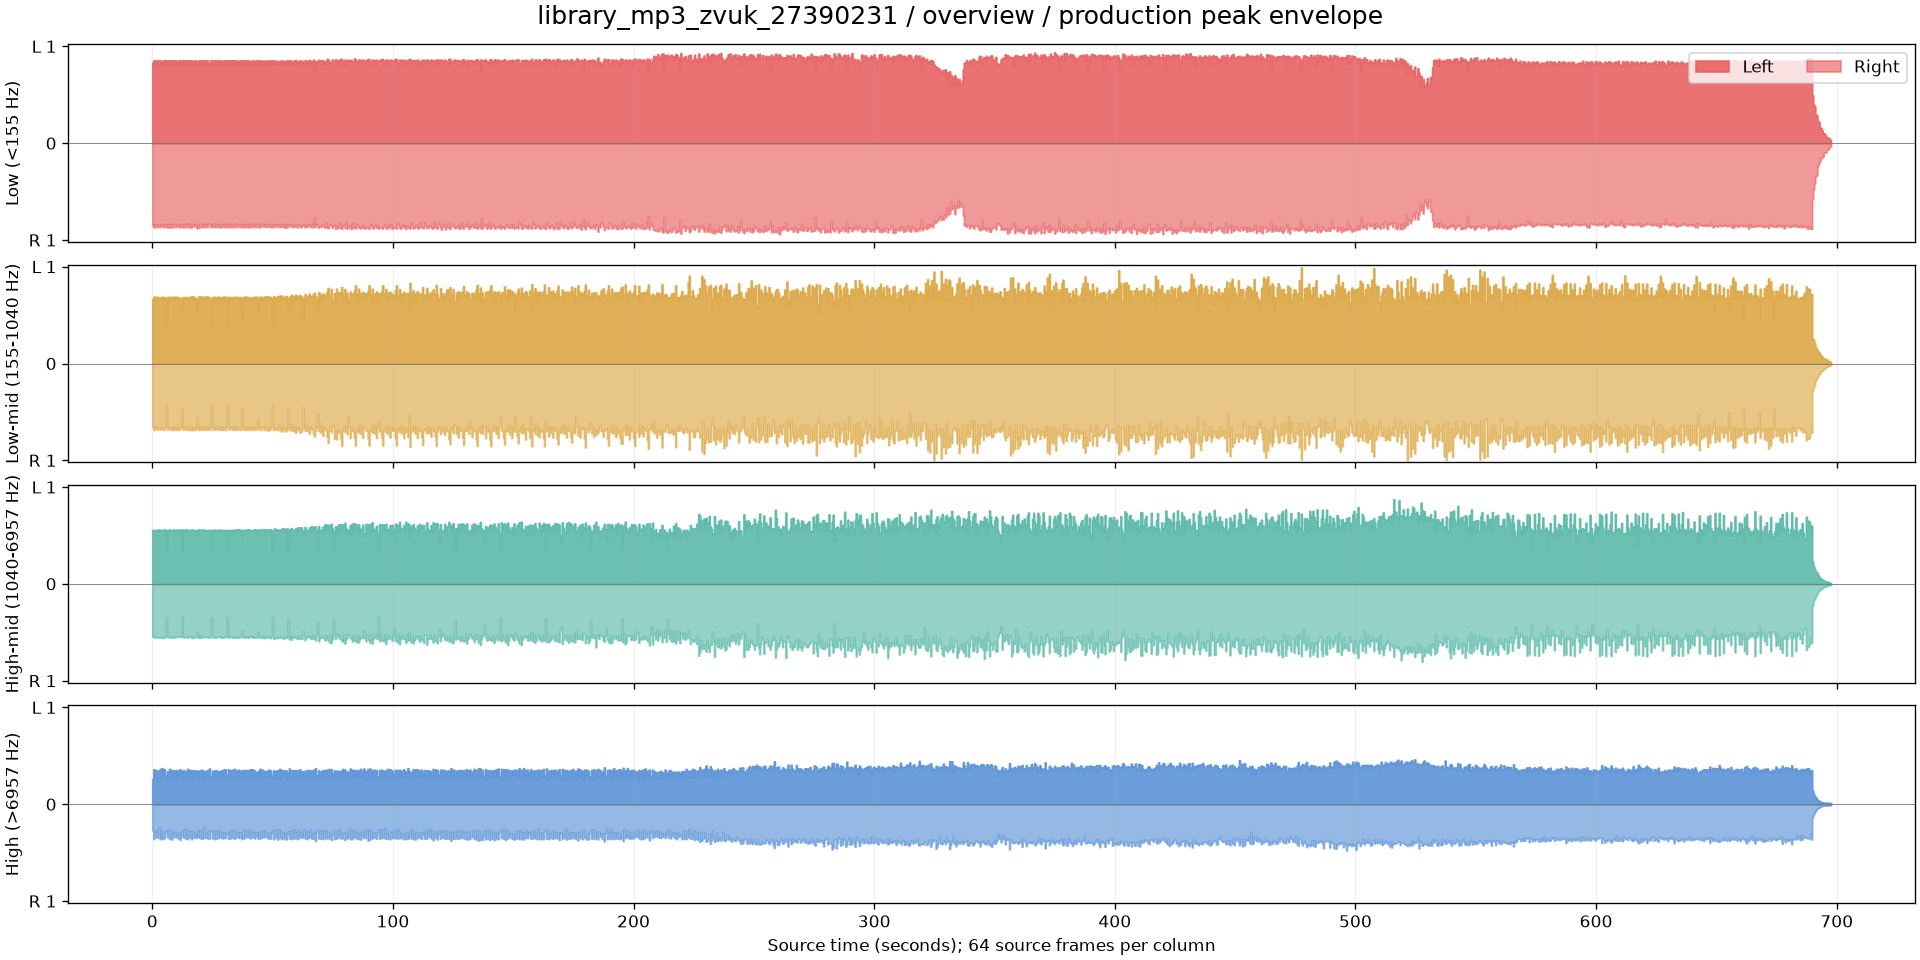 library_mp3_zvuk_27390231 / overview / production peak envelope
L 1
0
R 1
Low (<155 Hz)
Left
Right
L 1
0
R 1
Low-mid (155-1040 Hz)
L 1
0
R 1
High-mid (1040-6957 Hz)
L 1
0
R 1
High (>6957 Hz)
0 100 200 300 400 500 600 700
Source time (seconds); 64 source frames per column